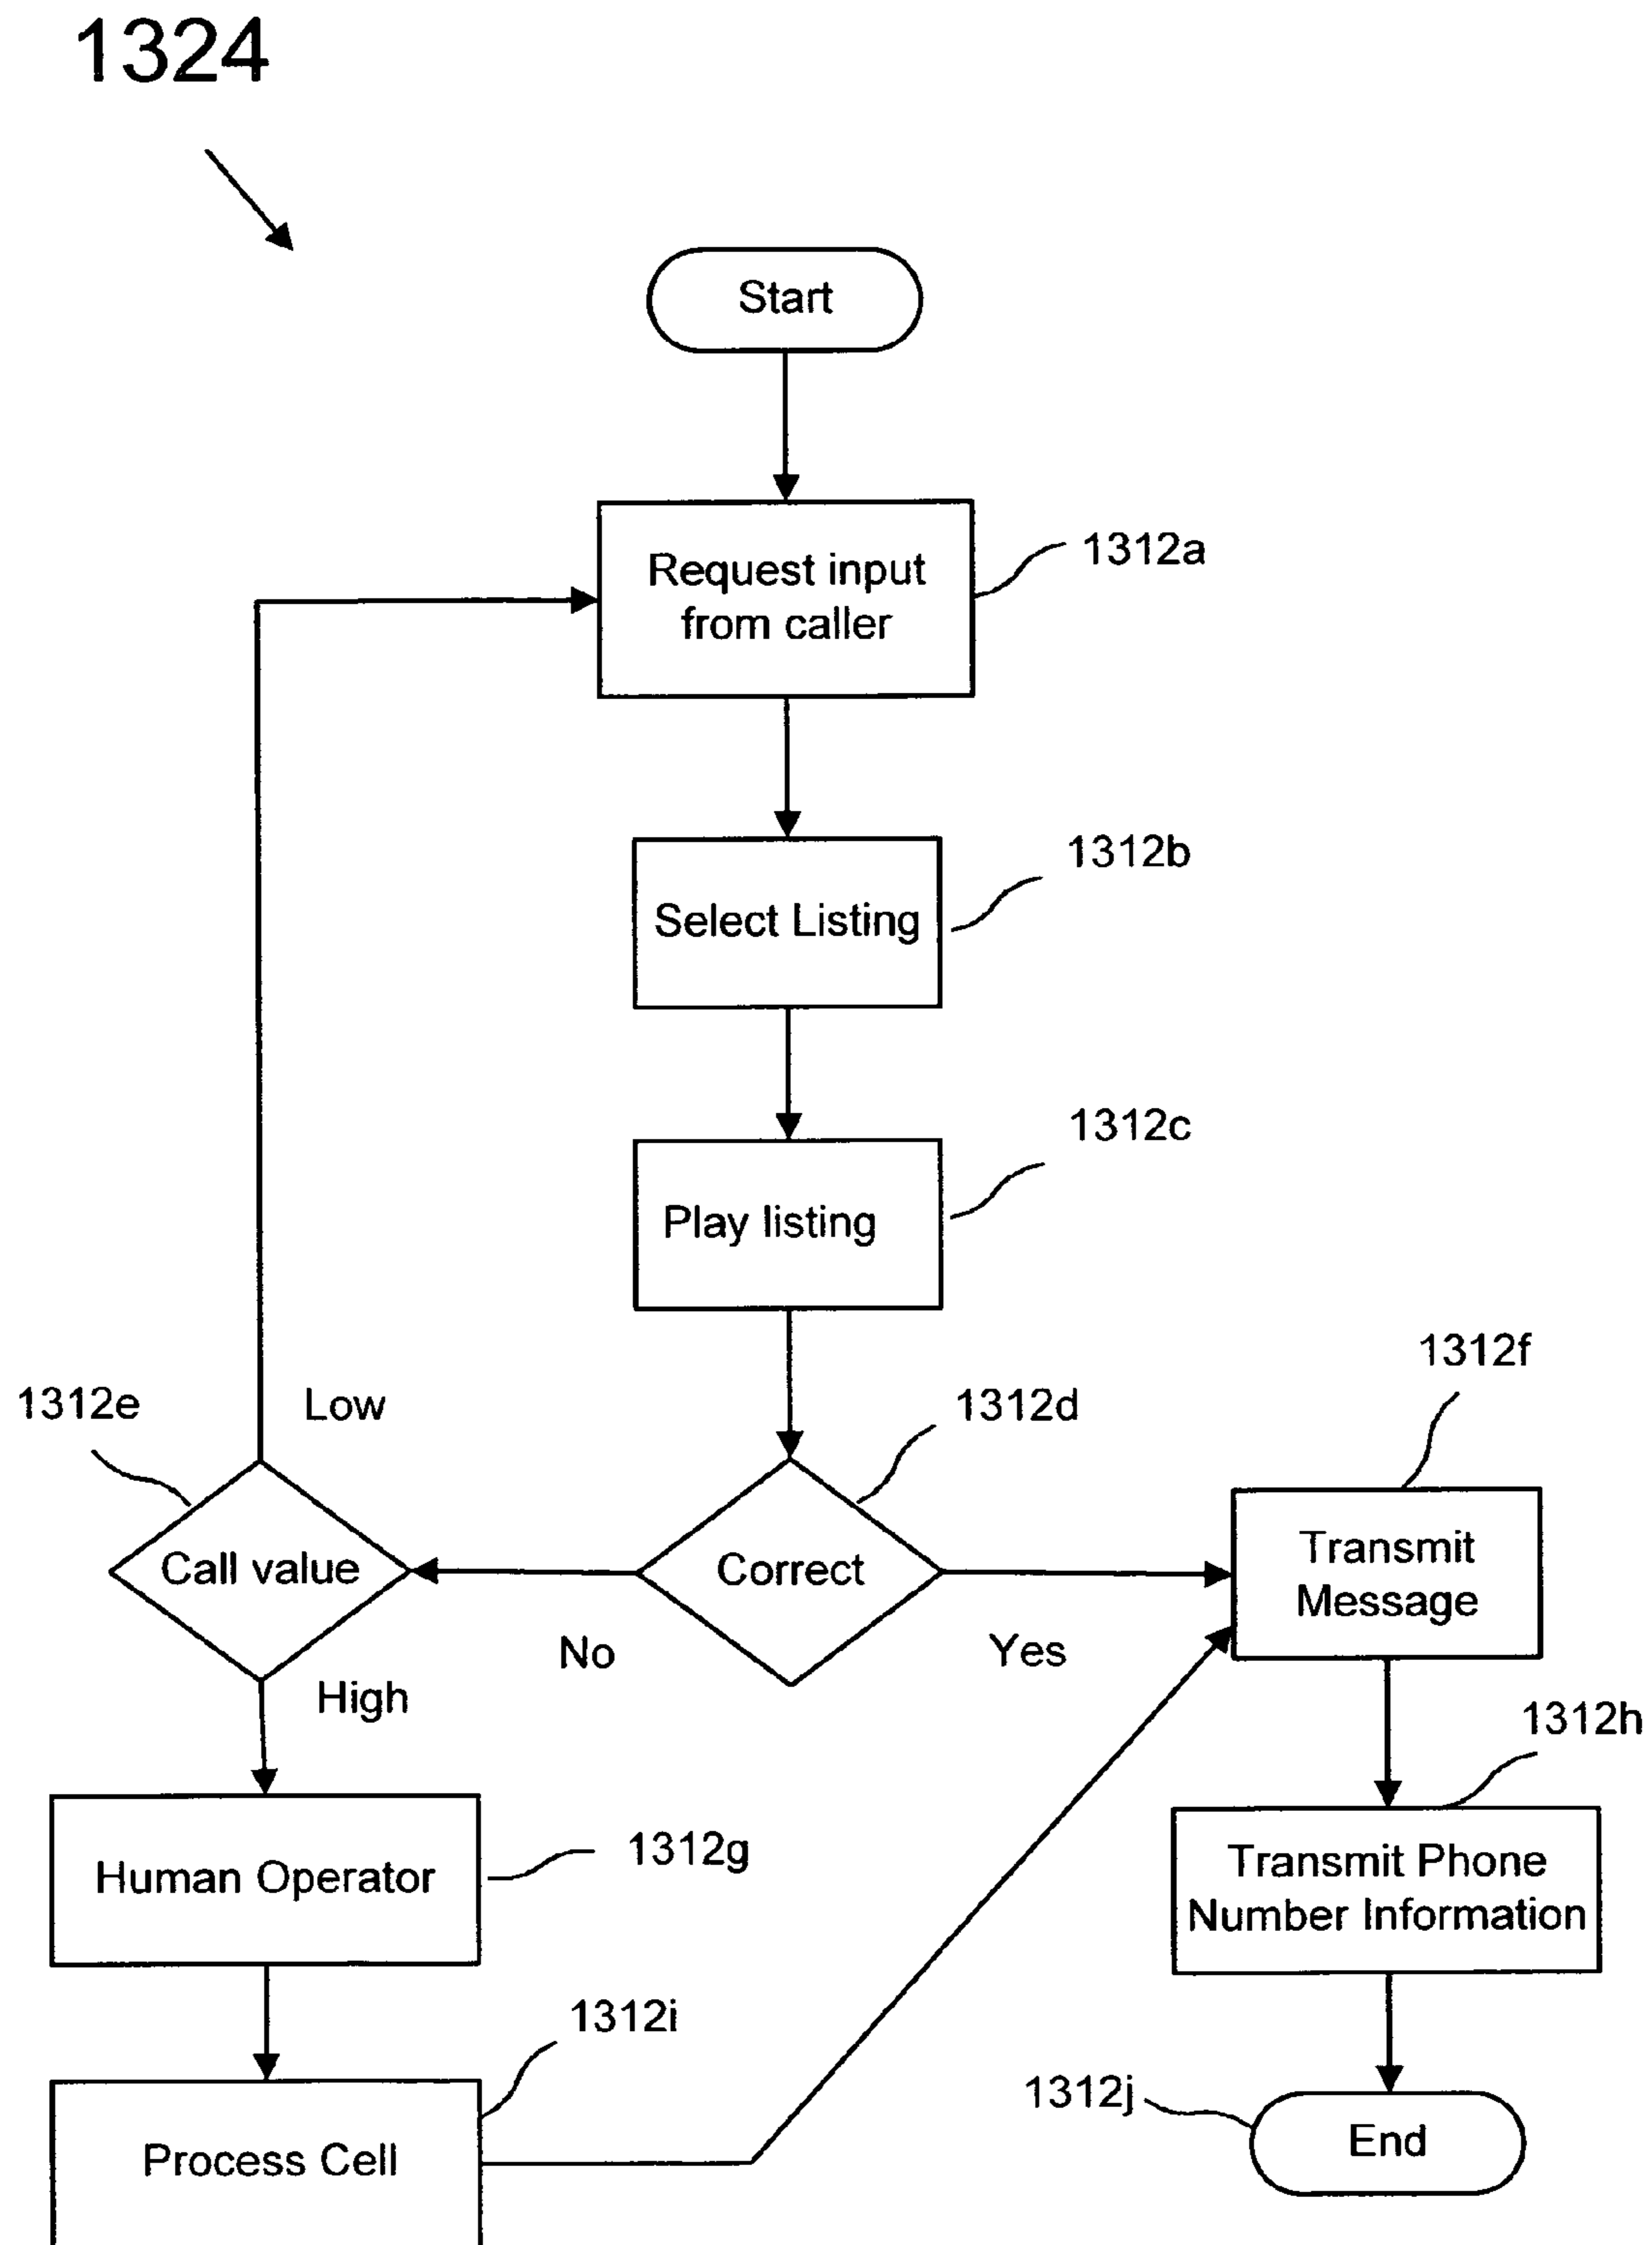 1324
Start
Request input
from caller
1312a
1312b
Select Listing
1312c
Play listing
1312f
1312e
Low
1312d
Call value
Correct
Transmit
Message
No
Yes
High
1312h
1312g
Human Operator
Transmit Phone
Number Information
1312i
1312j
Process Cell
End